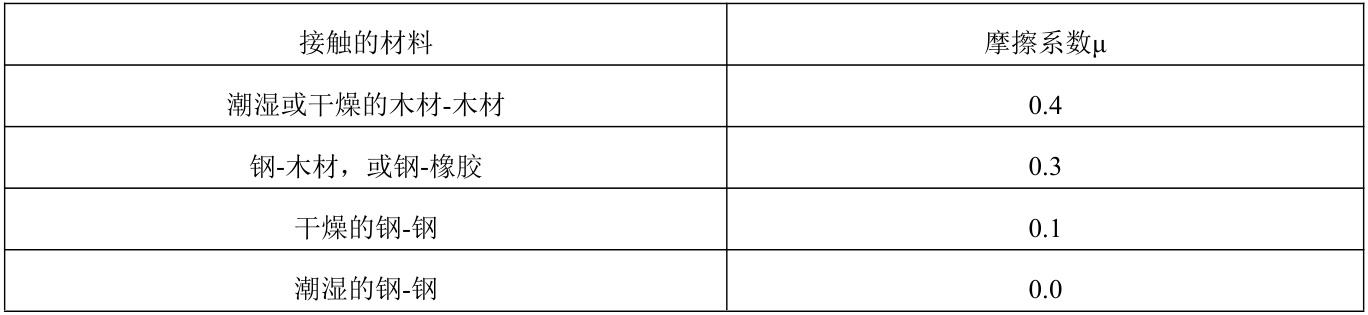 接触的材料 摩擦系数μ
潮湿或干燥的木材-木材 0.4
钢-木材，或钢-橡胶 0.3
干燥的钢-钢 0.1
潮湿的钢-钢 0.0